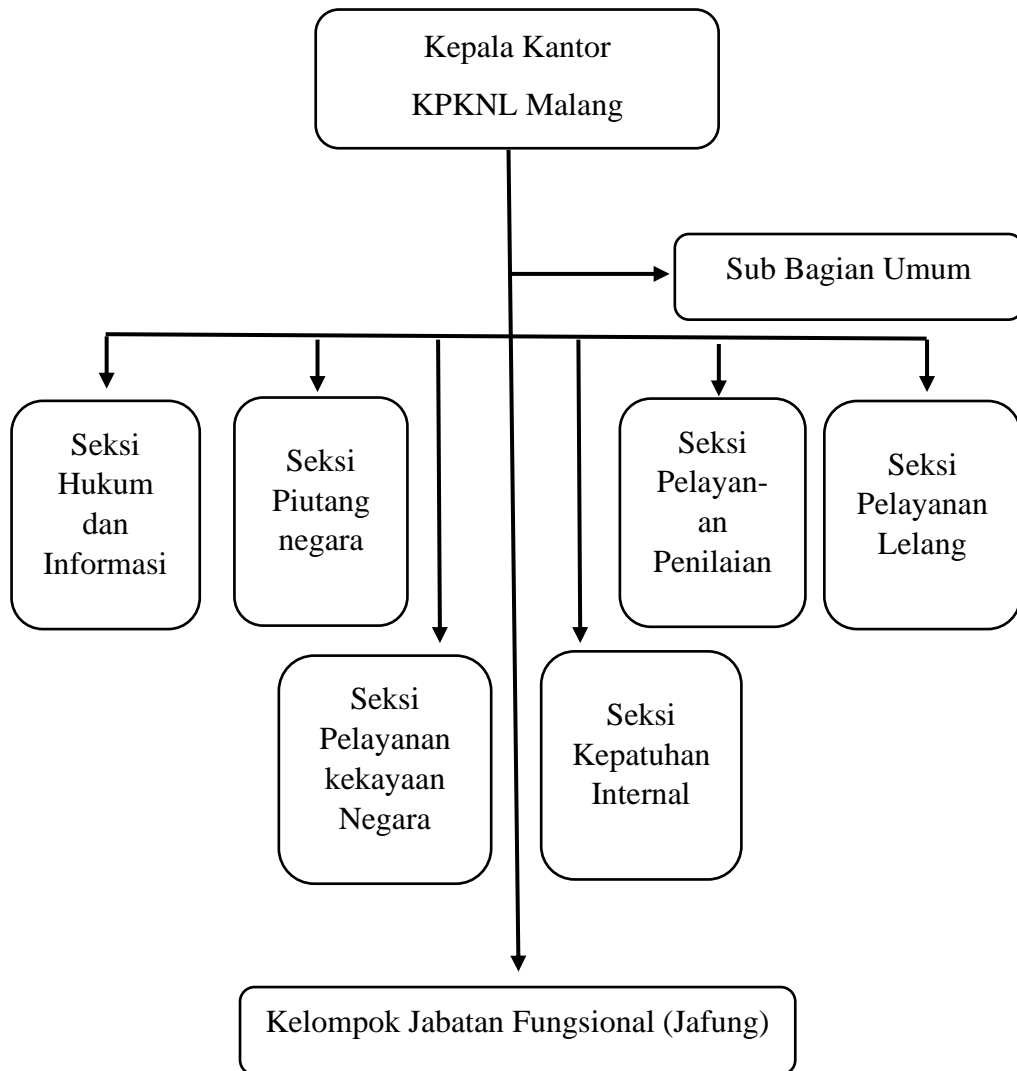 Kepala Kantor
KPKNL Malang
Sub Bagian Umum
Seksi
Hukum
dan
Informasi
Seksi
Piutang
negara
Seksi
Pelayan-
an
Penilaian
Seksi
Pelayanan
Lelang
Seksi
Pelayanan
kekayaan
Negara
Seksi
Kepatuhan
Internal
Kelompok Jabatan Fungsional (Jafung)